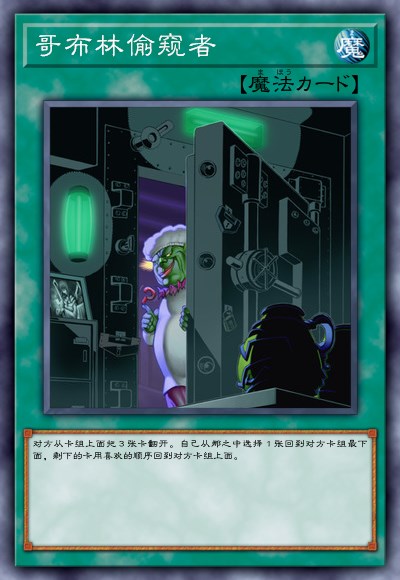 哥布林偷窥者
魔
【魔法カード】
ま ほう
对方从卡组上面把3张卡翻开。自己从那之中选择1张回到对方卡组最下
面，剩下的卡用喜欢的顺序回到对方卡组上面。